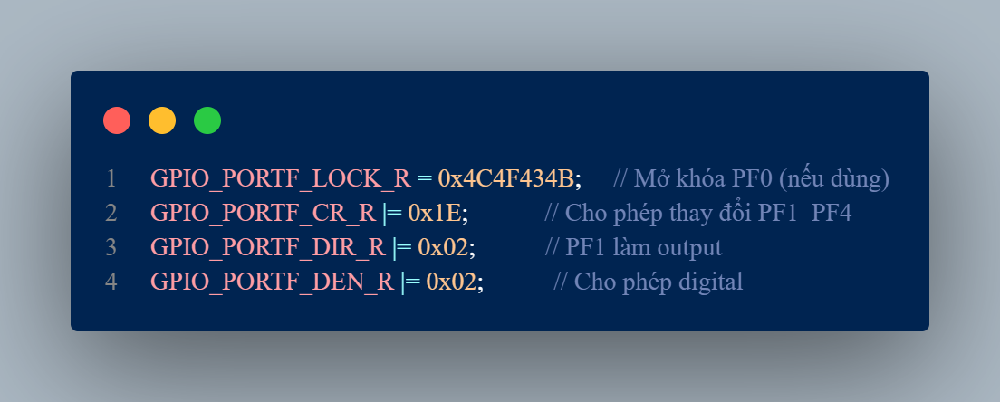 1 GPIO_PORTF_LOCK_R = 0x4C4F434B; // Mở khóa PF0 (nếu dùng)
2 GPIO_PORTF_CR_R |= 0x1E; // Cho phép thay đổi PF1–PF4
3 GPIO_PORTF_DIR_R |= 0x02; // PF1 làm output
4 GPIO_PORTF_DEN_R |= 0x02; // Cho phép digital